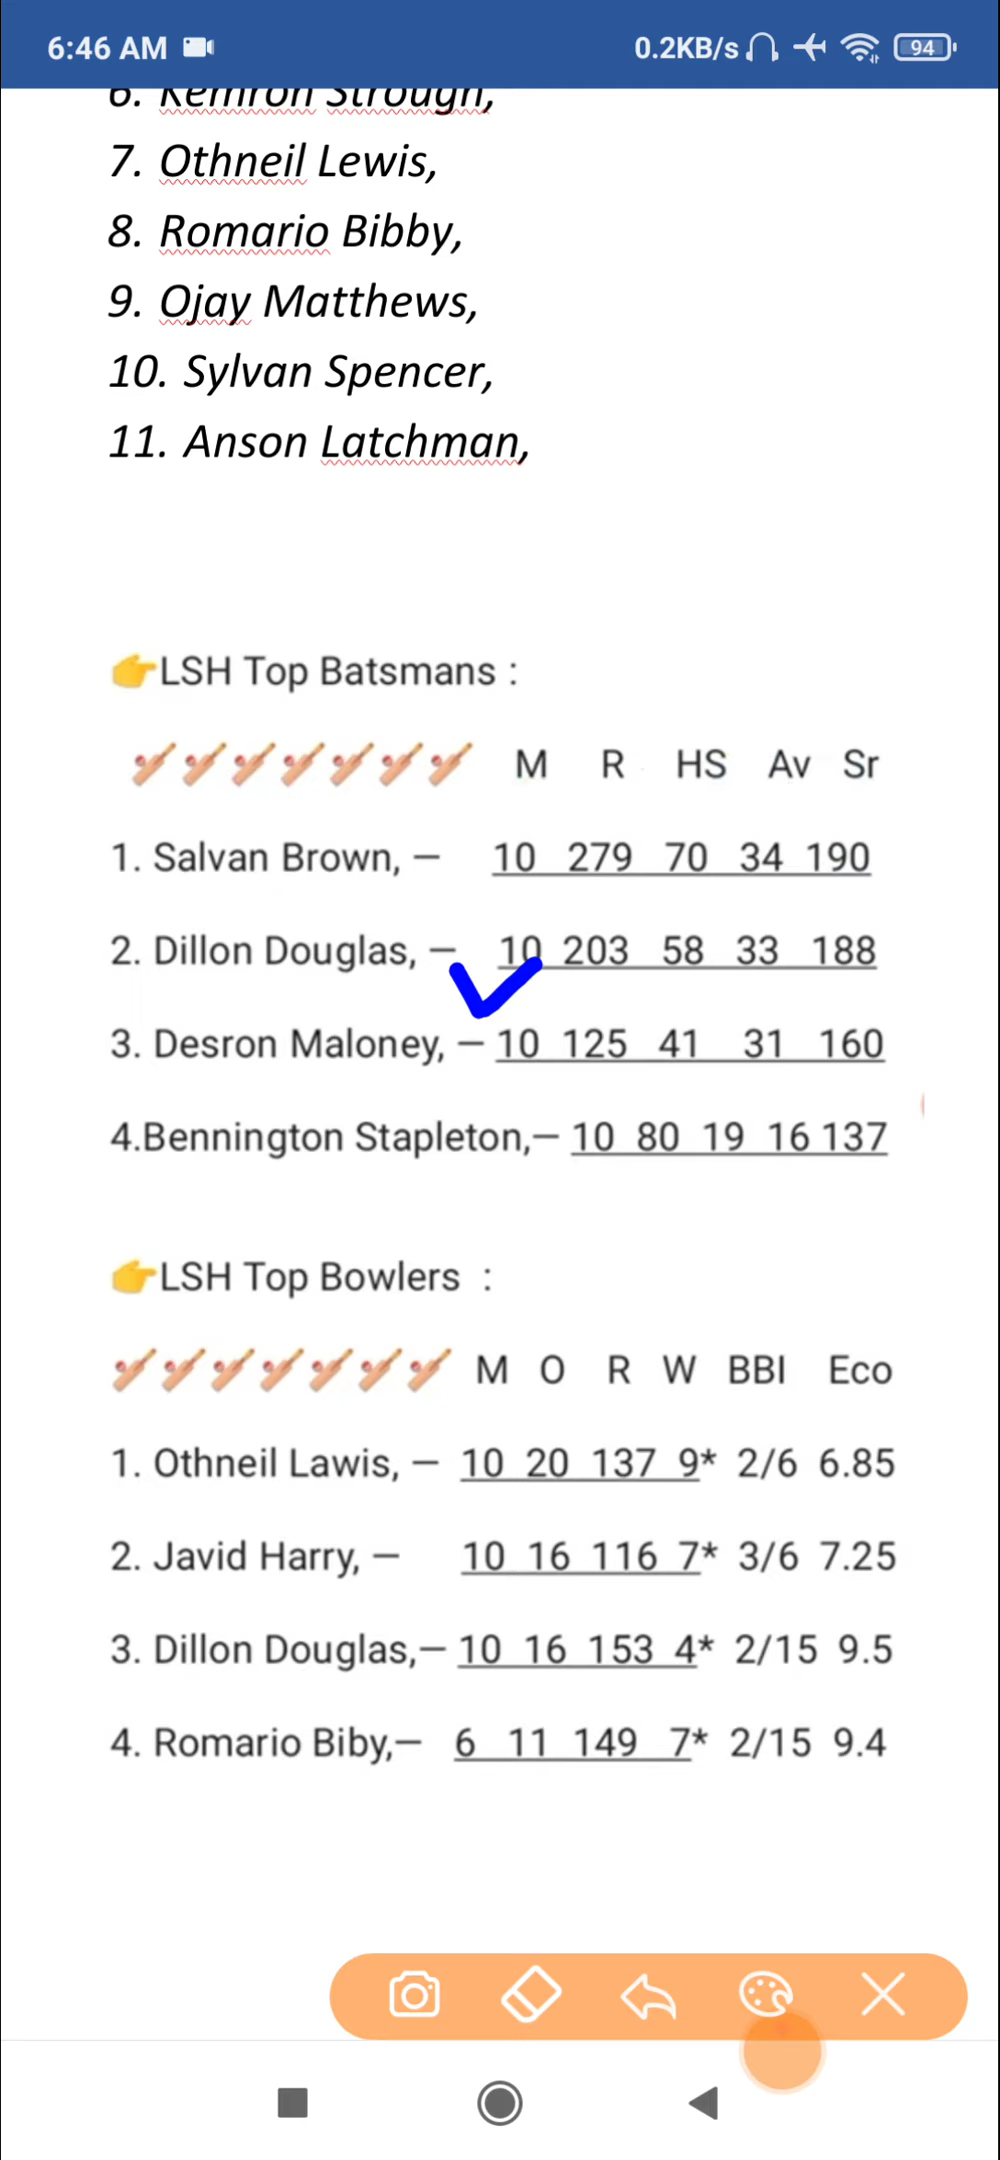 6:46 AM 0.2KB/s 94
6. Kemron Strough,
7. Othneil Lewis,
8. Romario Bibby,
9. Ojay Matthews,
10. Sylvan Spencer,
11. Anson Latchman,
👉LSH Top Batsmans :
🏏🏏🏏🏏🏏🏏🏏 M R HS Av Sr
1. Salvan Brown, — 10 279 70 34 190
2. Dillon Douglas, — 10 203 58 33 188
3. Desron Maloney, — 10 125 41 31 160
4.Bennington Stapleton,— 10 80 19 16 137
👉LSH Top Bowlers :
🏏🏏🏏🏏🏏🏏🏏 M O R W BBI Eco
1. Othneil Lawis, — 10 20 137 9* 2/6 6.85
2. Javid Harry, — 10 16 116 7* 3/6 7.25
3. Dillon Douglas,— 10 16 153 4* 2/15 9.5
4. Romario Biby,— 6 11 149 7* 2/15 9.4